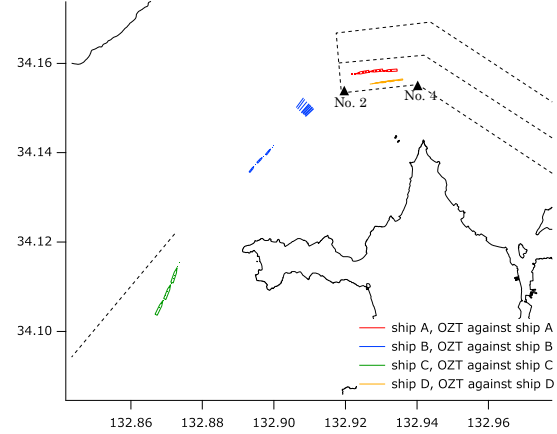 34.16
34.14
34.12
34.10
No. 2
No. 4
ship A, OZT against ship A
ship B, OZT against ship B
ship C, OZT against ship C
ship D, OZT against ship D
132.86 132.88 132.90 132.92 132.94 132.96